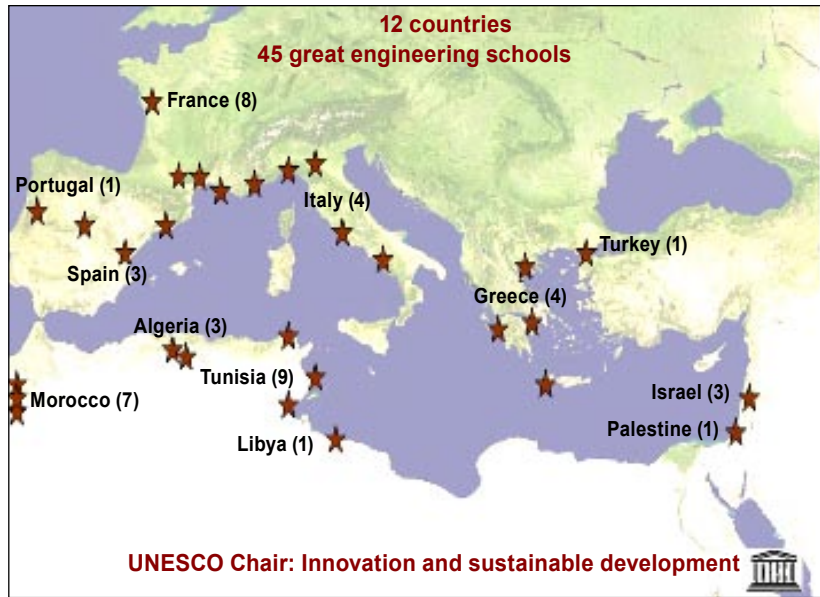 12 countries
45 great engineering schools
France (8)
Portugal (1)
Italy (4)
Turkey (1)
Spain (3)
Greece (4)
Algeria (3)
Tunisia (9)
Israel (3)
Morocco (7)
Palestine (1)
Libya (1)
UNESCO Chair: Innovation and sustainable development